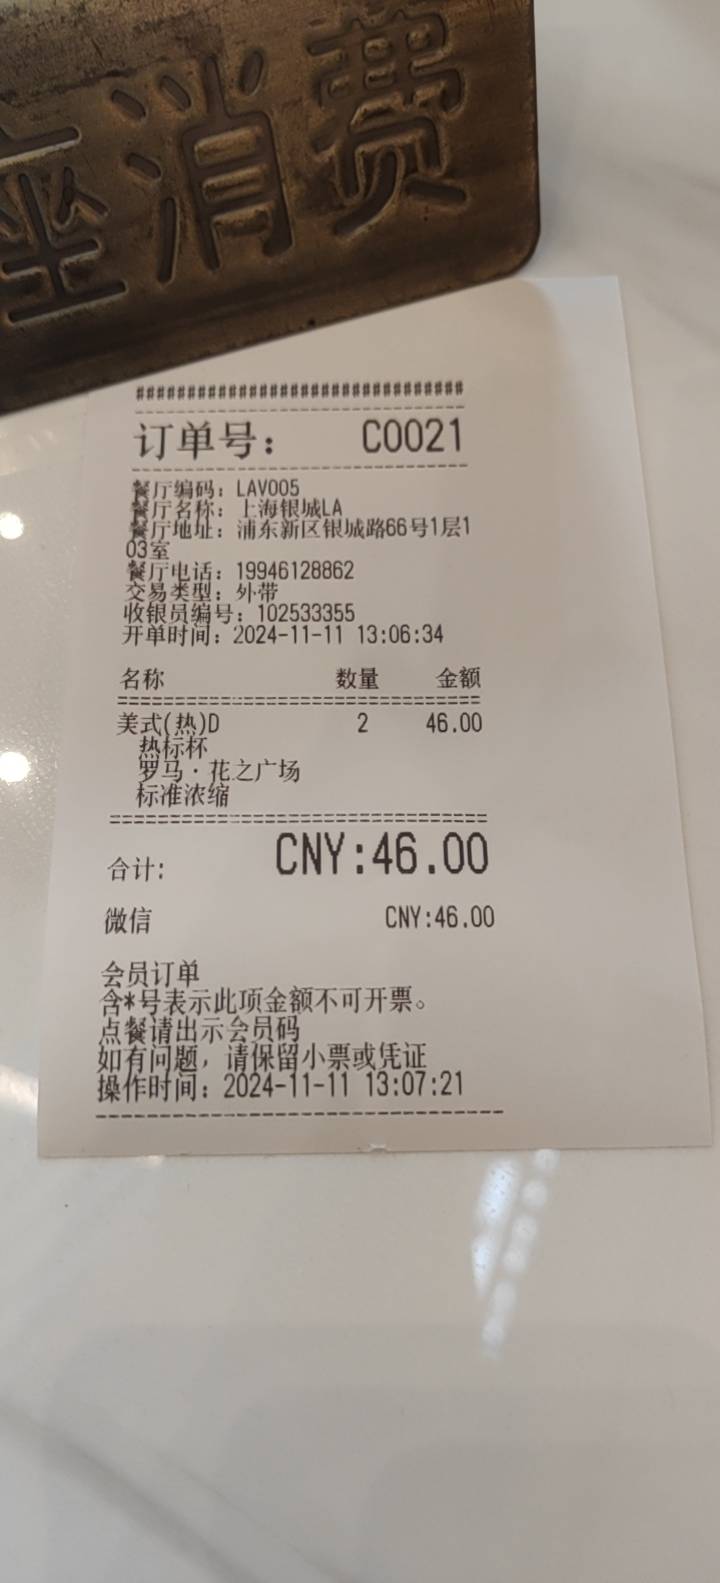 座消费
################################
订单号： C0021
餐厅编码：LAV005
餐厅名称：上海银城LA
餐厅地址：浦东新区银城路66号1层1
03室
餐厅电话：19946128862
交易类型：外带
收银员编号：102533355
开单时间：2024-11-11 13:06:34
名称 数量 金额
美式(热)D 2 46.00
热标杯
罗马·花之广场
标准浓缩
合计: CNY:46.00
微信 CNY:46.00
会员订单
含*号表示此项金额不可开票。
点餐请出示会员码
如有问题，请保留小票或凭证
操作时间：2024-11-11 13:07:21